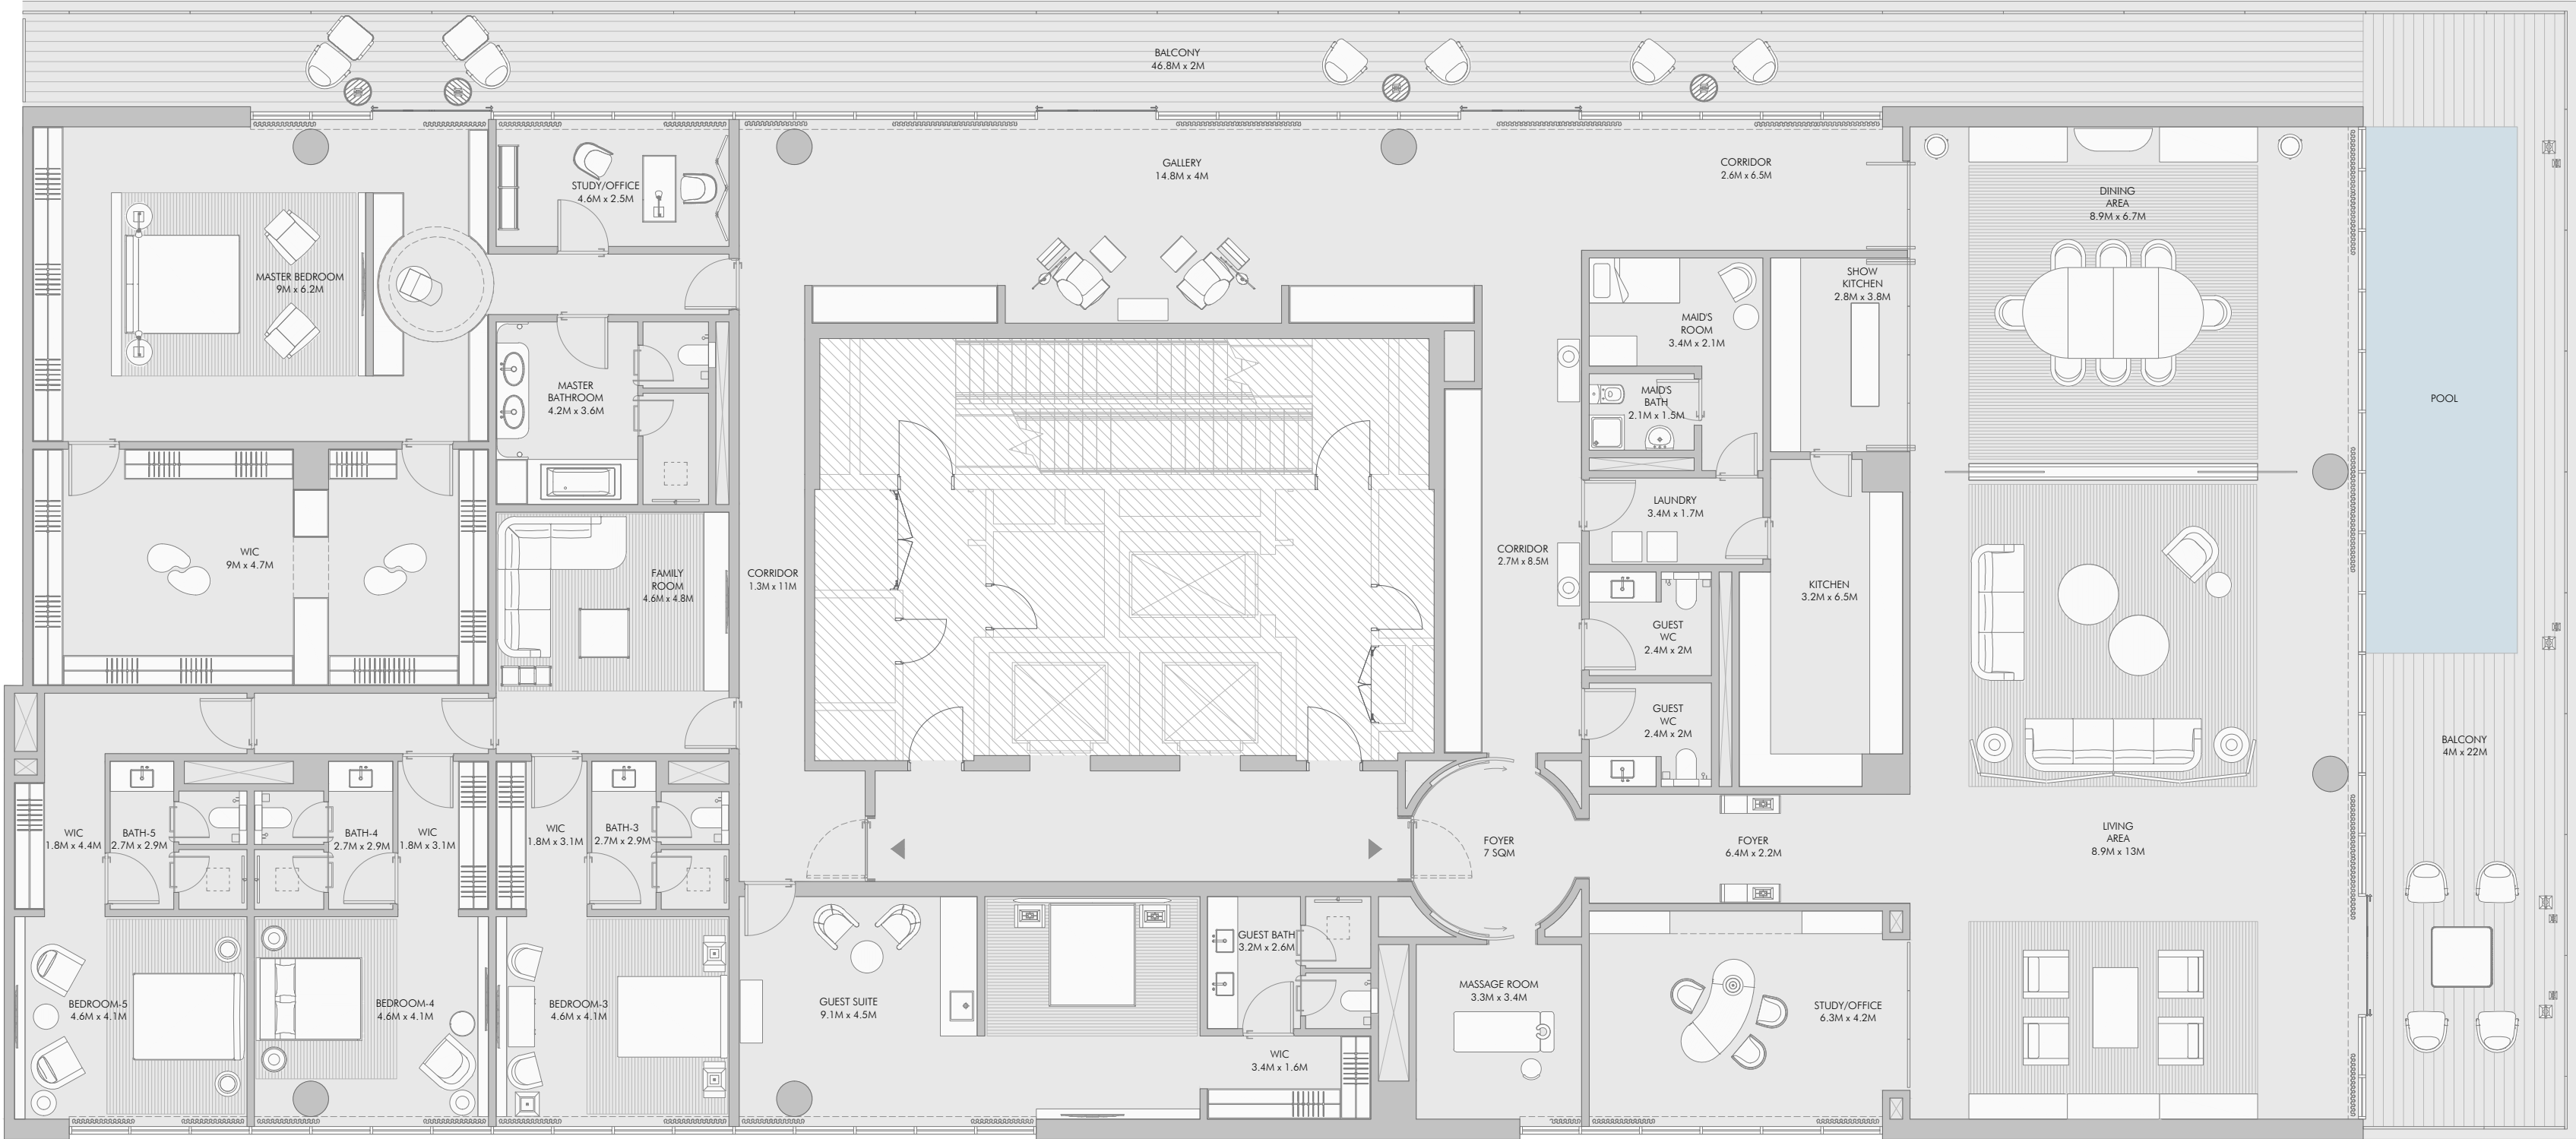 BALCONY
46.8M x 2M
GALLERY
14.8M x 4M
CORRIDOR
2.6M x 6.5M
STUDY/OFFICE
4.6M x 2.5M
DINING
AREA
8.9M x 6.7M
MASTER BEDROOM
9M x 6.2M
SHOW
KITCHEN
2.8M x 3.8M
MAID'S
ROOM
3.4M x 2.1M
MASTER
BATHROOM
4.2M x 3.6M
MAID'S
BATH
2.1M x 1.5M
POOL
LAUNDRY
3.4M x 1.7M
WIC
9M x 4.7M
CORRIDOR
2.7M x 8.5M
FAMILY
ROOM
4.6M x 4.8M
CORRIDOR
1.3M x 11M
KITCHEN
3.2M x 6.5M
GUEST
WC
2.4M x 2M
GUEST
WC
2.4M x 2M
BALCONY
4M x 22M
WIC
1.8M x 4.4M
BATH-5
2.7M x 2.9M
BATH-4
2.7M x 2.9M
WIC
1.8M x 3.1M
WIC
1.8M x 3.1M
BATH-3
2.7M x 2.9M
FOYER
7 SQM
FOYER
6.4M x 2.2M
LIVING
AREA
8.9M x 13M
GUEST BATH
3.2M x 2.6M
BEDROOM-5
4.6M x 4.1M
BEDROOM-4
4.6M x 4.1M
BEDROOM-3
4.6M x 4.1M
GUEST SUITE
9.1M x 4.5M
MASSAGE ROOM
3.3M x 3.4M
STUDY/OFFICE
6.3M x 4.2M
WIC
3.4M x 1.6M